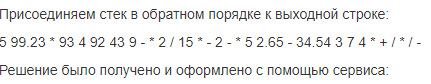 Присоединяем стек в обратном порядке к выходной строке:
5 99.23 * 93 4 92 43 9 - * 2 / 15 * - 2 - * 5 2.65 - 34.54 3 7 4 * + / * / -
Решение было получено и оформлено с помощью сервиса: